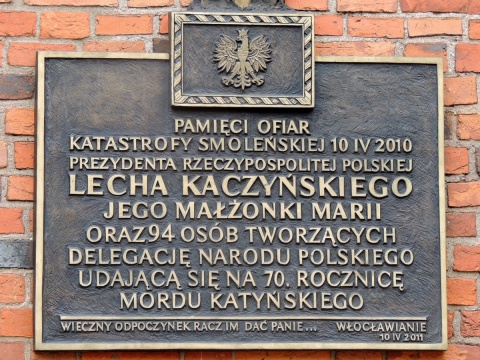 PAMIĘCI OFIAR
KATASTROFY SMOLEŃSKIEJ 10 IV 2010
PREZYDENTA RZECZYPOSPOLITEJ POLSKIEJ
LECHA KACZYŃSKIEGO
JEGO MAŁŻONKI MARII
ORAZ 94 OSÓB TWORZĄCYCH
DELEGACJĘ NARODU POLSKIEGO
UDAJĄCĄ SIĘ NA 70. ROCZNICĘ
MORDU KATYŃSKIEGO
WIECZNY ODPOCZYNEK RACZ IM DAĆ PANIE... WŁOCŁAWIANIE
10 IV 2011